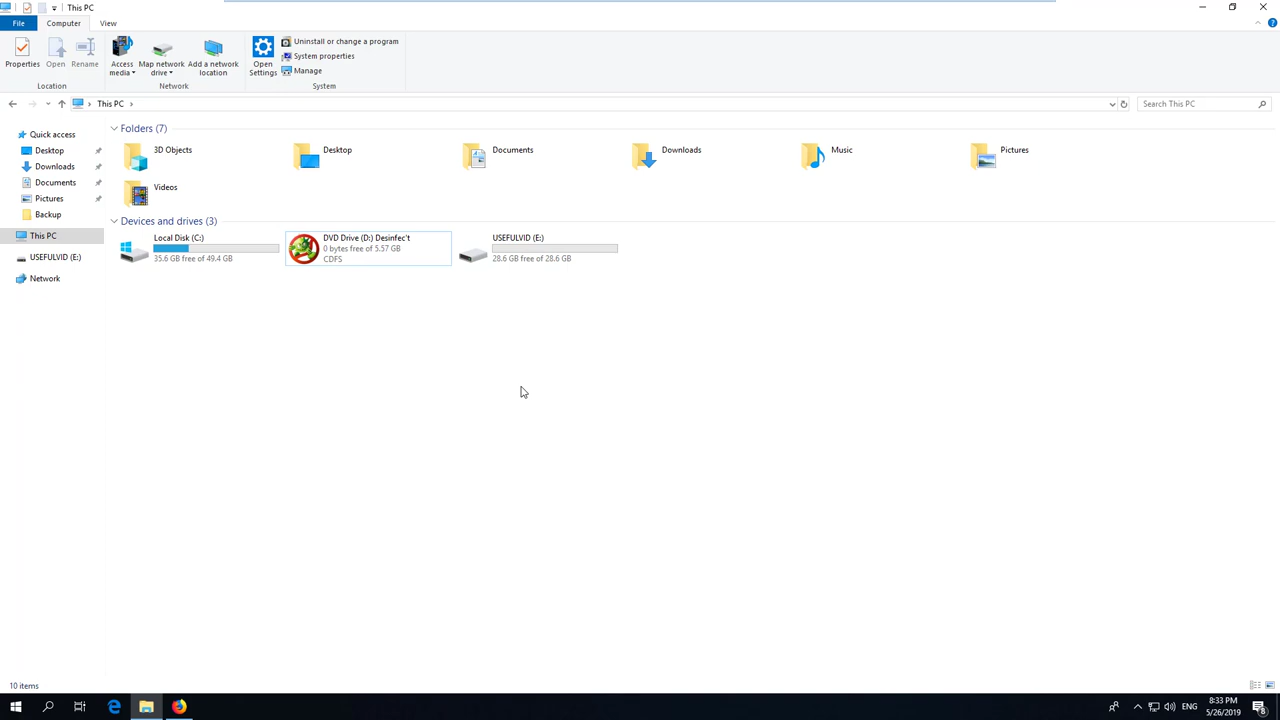 This PC
File Computer View
Properties Open Rename Access media Map network drive Add a network location Open Settings Uninstall or change a program
System properties
Manage
Location Network System
This PC Search This PC
Quick access
Desktop
Downloads
Documents
Pictures
Backup
This PC
USEFULVID (E:)
Network
Folders (7)
3D Objects Desktop Documents Downloads Music Pictures
Videos
Devices and drives (3)
Local Disk (C:)
35.6 GB free of 49.4 GB
DVD Drive (D:) Desinfec't
0 bytes free of 5.57 GB
CDFS
USEFULVID (E:)
28.6 GB free of 28.6 GB
10 items
ENG
8:33 PM
5/26/2019
8